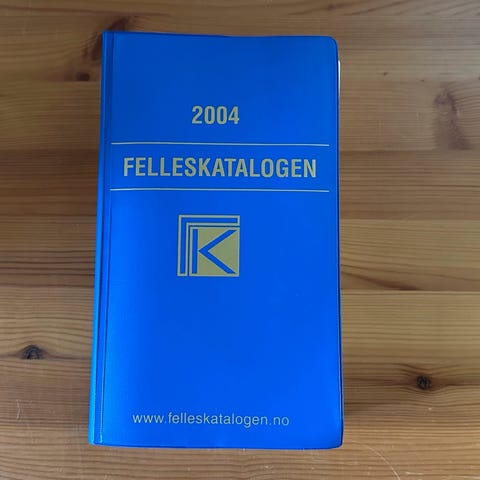 2004
FELLESKATALOGEN
K
www.felleskatalogen.no